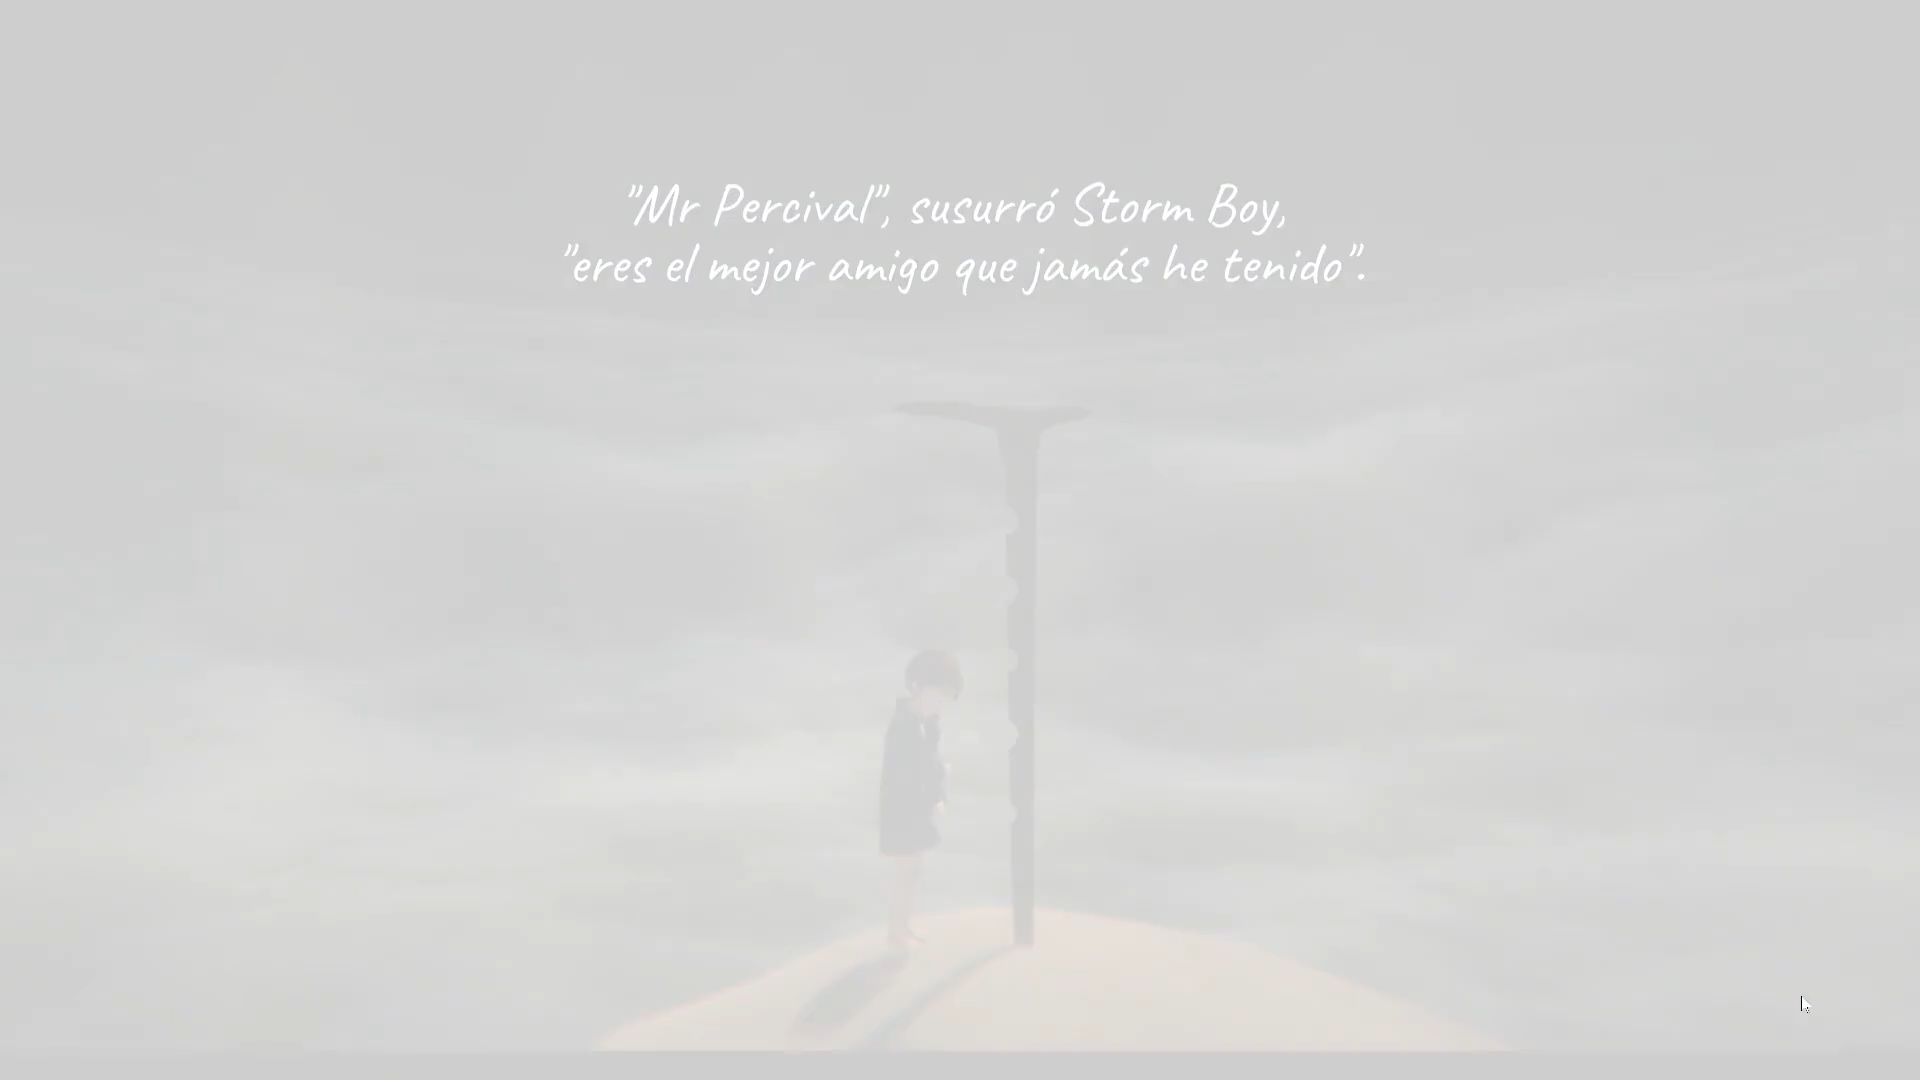 "Mr Percival", susurró Storm Boy,
"eres el mejor amigo que jamás he tenido".